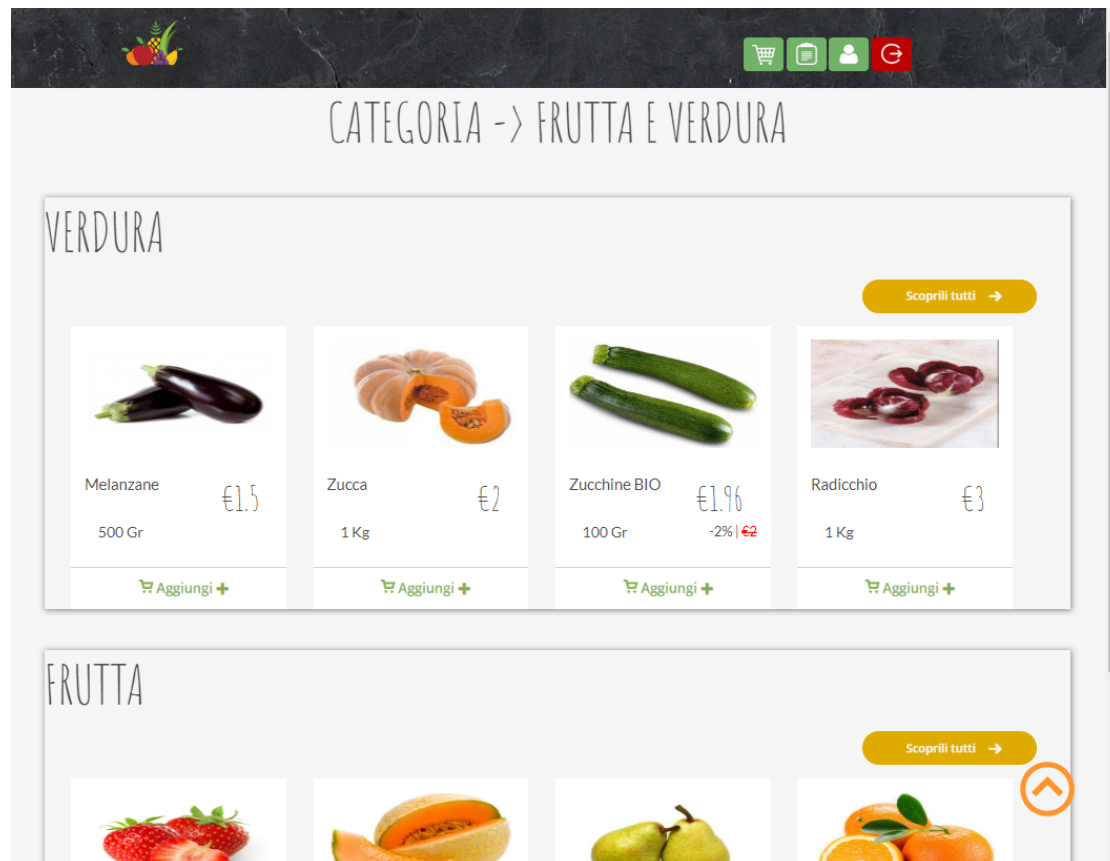 CATEGORIA -> FRUTTA E VERDURA
VERDURA
Scoprili tutti
Melanzane
€1.5
500 Gr
Aggiungi
Zucca
€2
1 Kg
Aggiungi
Zucchine BIO
€1.96
100 Gr
-2% | €2
Aggiungi
Radicchio
€3
1 Kg
Aggiungi
FRUTTA
Scoprili tutti